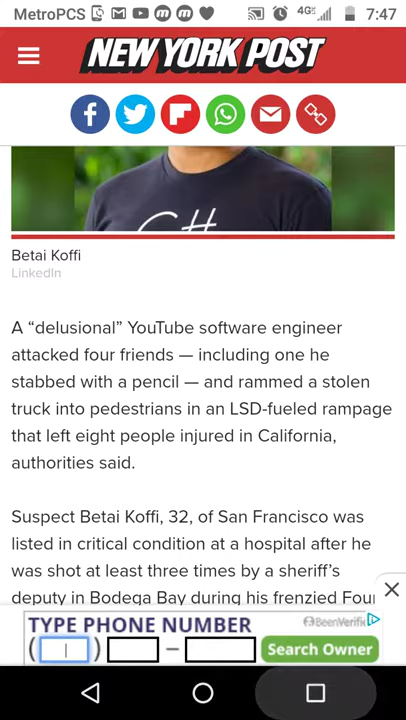 MetroPCS 4G 7:47
NEW YORK POST
Betai Koffi
LinkedIn
A “delusional” YouTube software engineer
attacked four friends — including one he
stabbed with a pencil — and rammed a stolen
truck into pedestrians in an LSD-fueled rampage
that left eight people injured in California,
authorities said.
Suspect Betai Koffi, 32, of San Francisco was
listed in critical condition at a hospital after he
was shot at least three times by a sheriff’s
deputy in Bodega Bay during his frenzied
TYPE PHONE NUMBER
( ) –
Search Owner